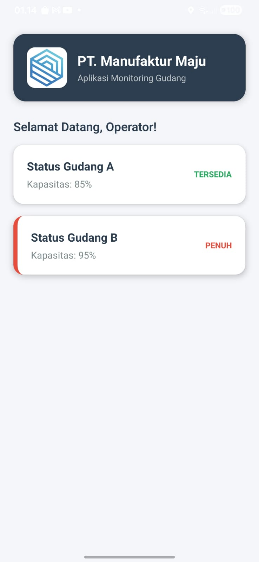 PT. Manufaktur Maju
Aplikasi Monitoring Gudang
Selamat Datang, Operator!
Status Gudang A
Kapasitas: 85%
TERSEDIA
Status Gudang B
Kapasitas: 95%
PENUH